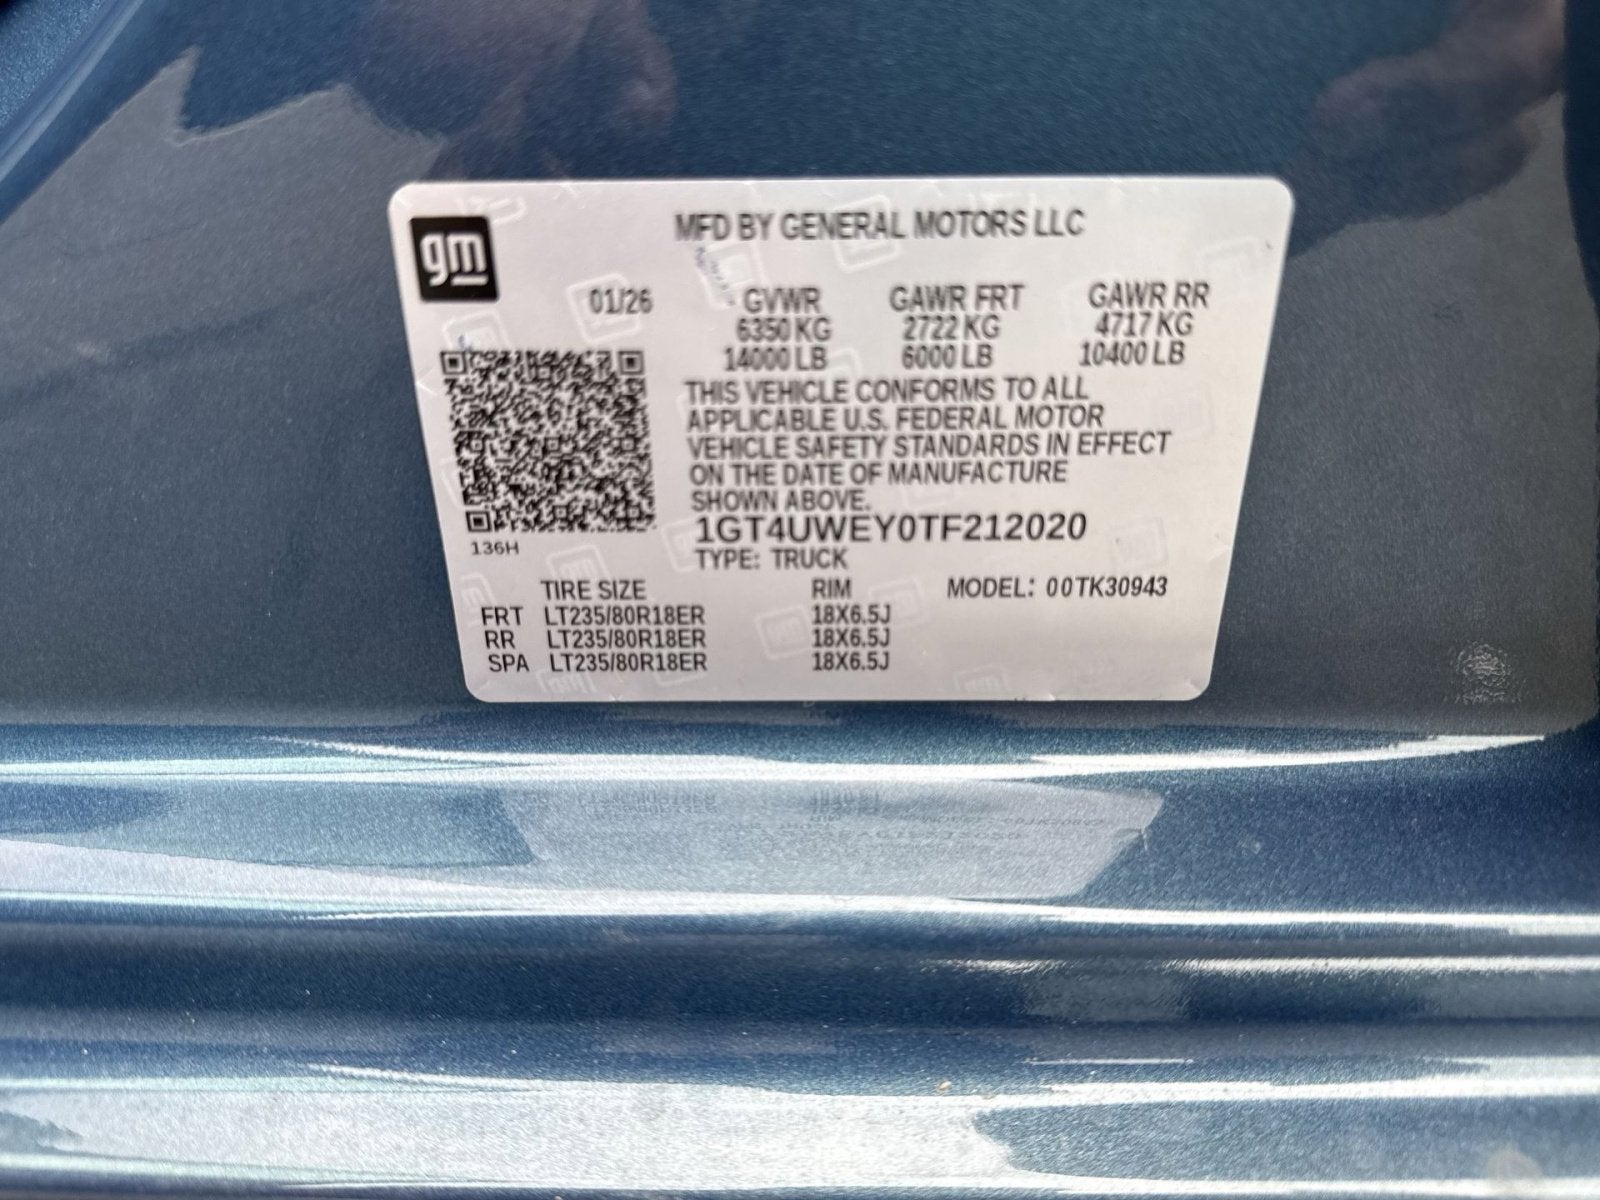 gm
MFD BY GENERAL MOTORS LLC
01/26 GVWR GAWR FRT GAWR RR
6350 KG 2722 KG 4717 KG
14000 LB 6000 LB 10400 LB
THIS VEHICLE CONFORMS TO ALL
APPLICABLE U.S. FEDERAL MOTOR
VEHICLE SAFETY STANDARDS IN EFFECT
ON THE DATE OF MANUFACTURE
SHOWN ABOVE.
1GT4UWEY0TF212020
136H
TYPE: TRUCK
TIRE SIZE RIM MODEL: 00TK30943
FRT LT235/80R18ER 18X6.5J
RR LT235/80R18ER 18X6.5J
SPA LT235/80R18ER 18X6.5J